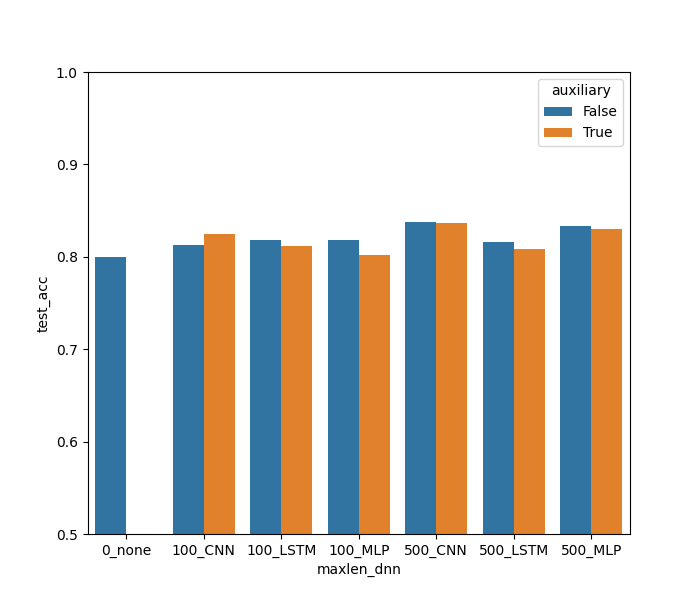 auxiliary
False
True
test_acc
1.0
0.9
0.8
0.7
0.6
0.5
0_none 100_CNN 100_LSTM 100_MLP 500_CNN 500_LSTM 500_MLP
maxlen_dnn